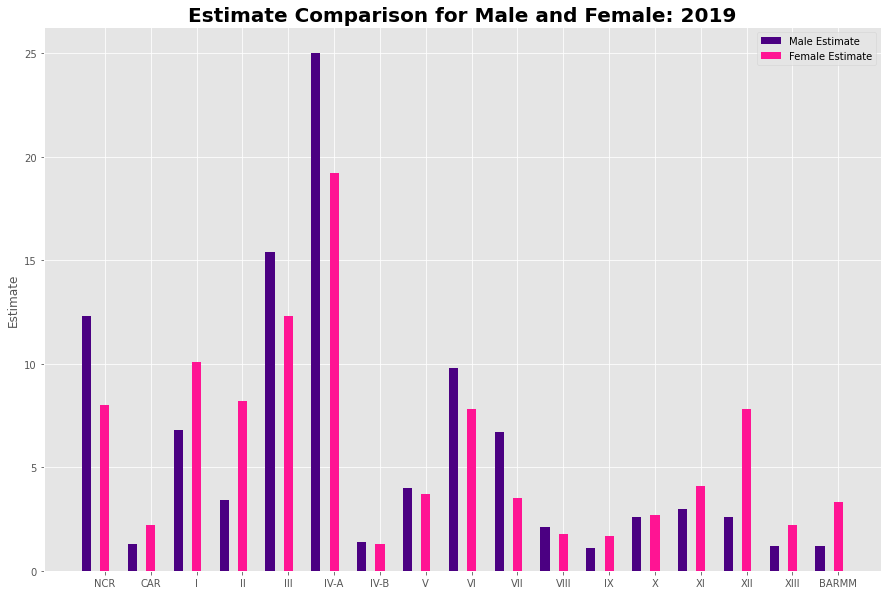 Estimate Comparison for Male and Female: 2019
Male Estimate
Female Estimate
Estimate
25
20
15
10
5
0
NCR CAR I II III IV-A IV-B V VI VII VIII IX X XI XII XIII BARMM